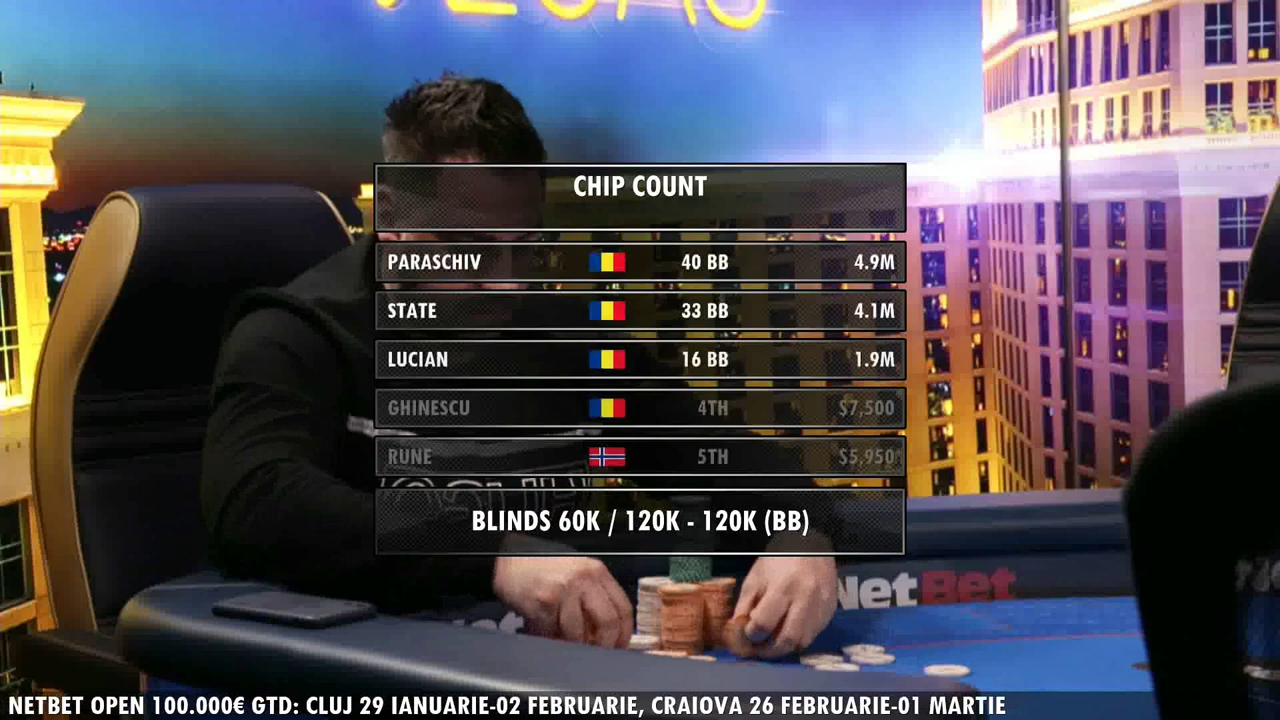 VEGAS
CHIP COUNT
PARASCHIV 40 BB 4.9M
STATE 33 BB 4.1M
LUCIAN 16 BB 1.9M
GHINESCU 4TH $7,500
RUNE 5TH $5,950
BLINDS 60K / 120K - 120K (BB)
NetBet
NETBET OPEN 100.000€ GTD: CLUJ 29 IANUARIE-02 FEBRUARIE, CRAIOVA 26 FEBRUARIE-01 MARTIE